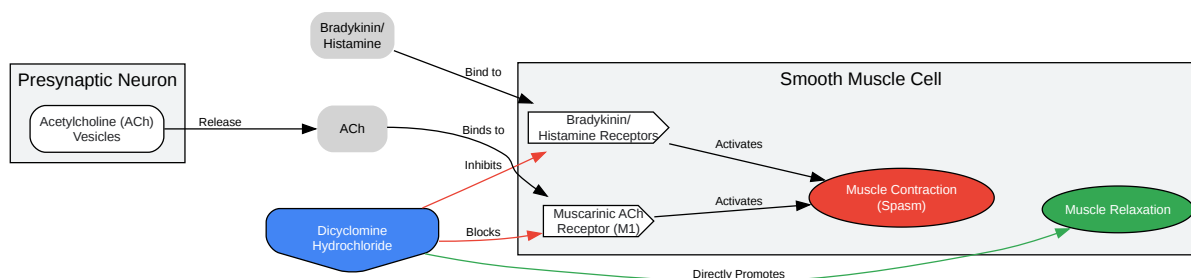 Bradykinin/
Histamine
Presynaptic Neuron
Bind to
Smooth Muscle Cell
Acetylcholine (ACh)
Vesicles
Release
ACh
Binds to
Bradykinin/
Histamine Receptors
Activates
Inhibits
Muscle Contraction
(Spasm)
Activates
Muscle Relaxation
Muscarinic ACh
Receptor (M1)
Dicyclomine
Hydrochloride
Blocks
Directly Promotes